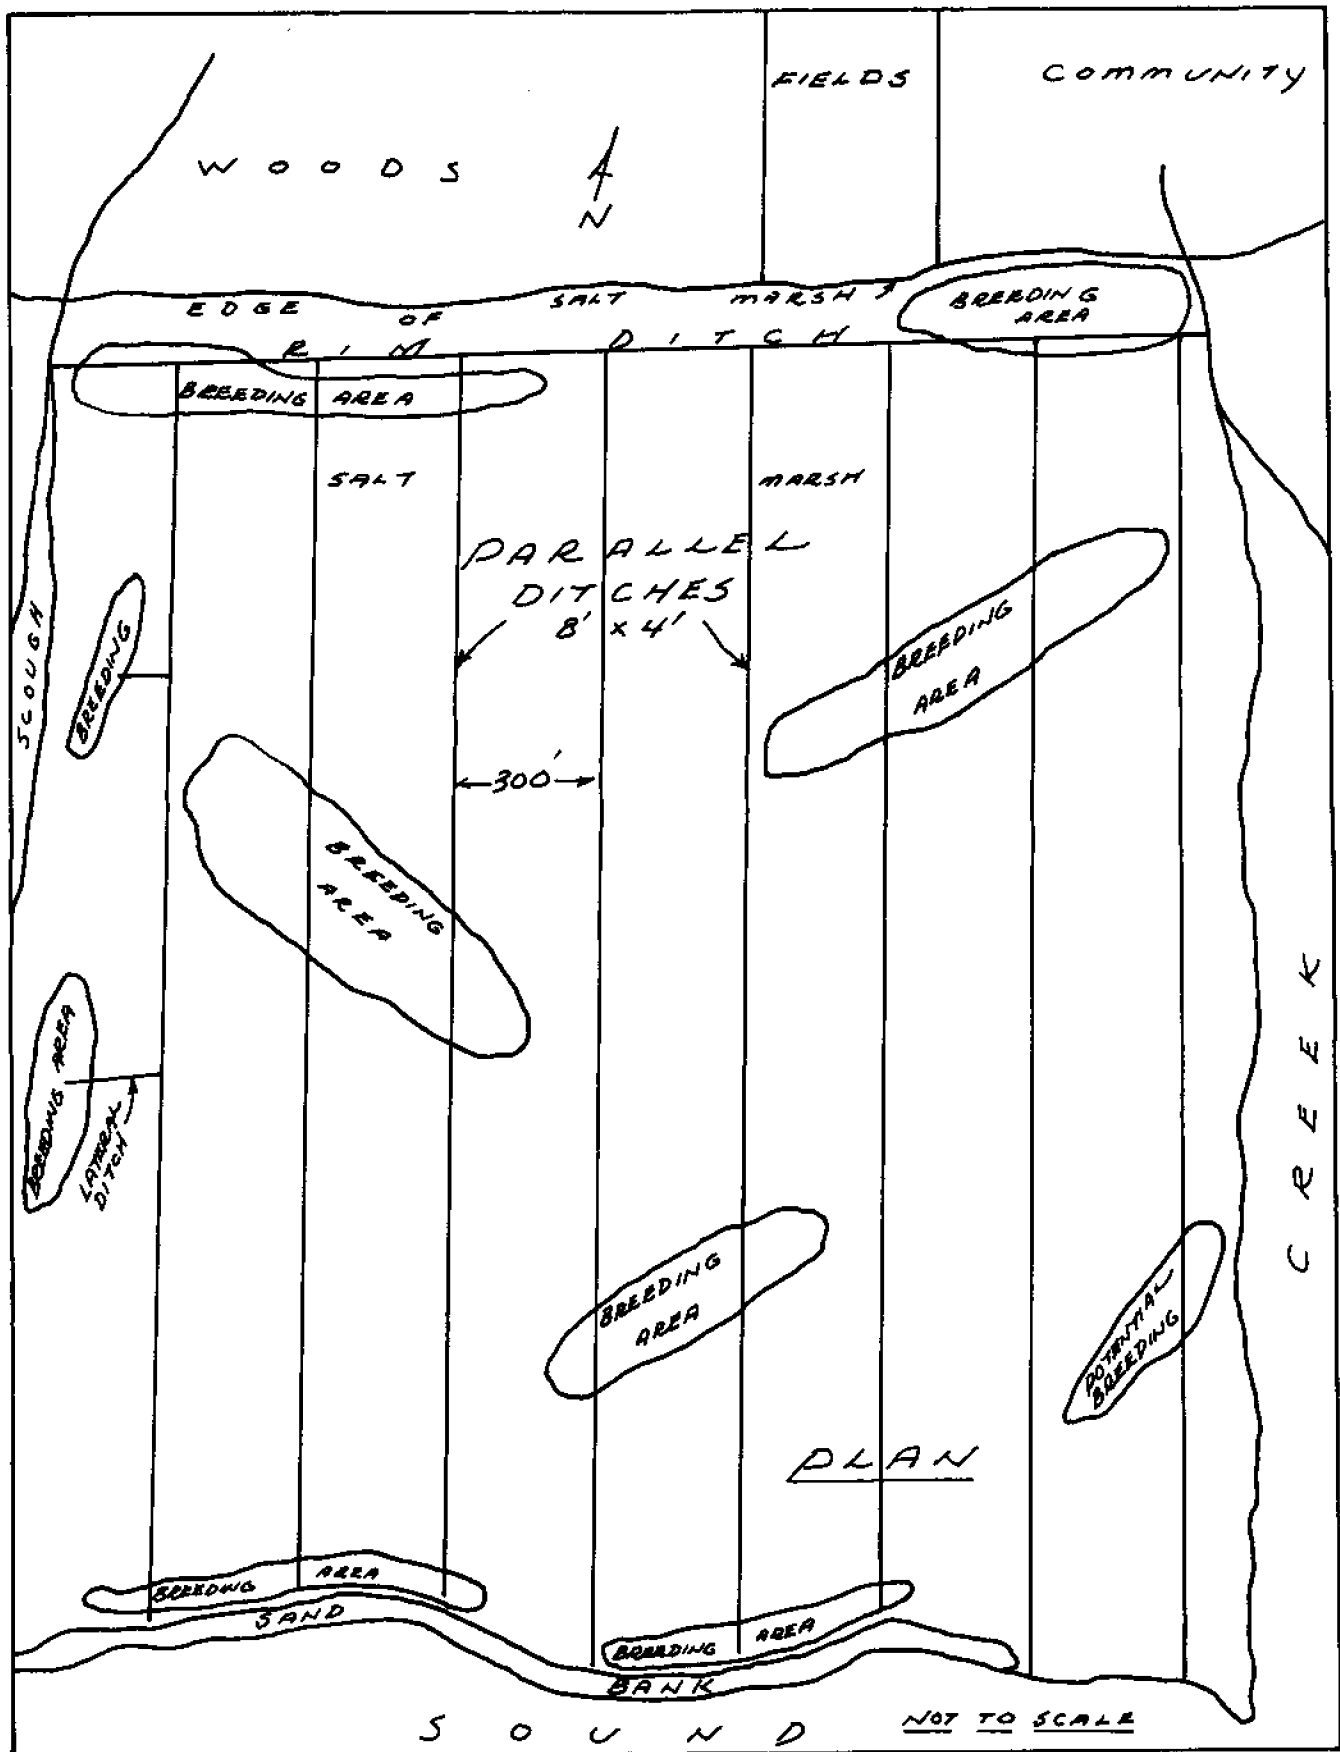 FIELDS
COMMUNITY
WOODS
N
EDGE OF SALT MARSH
BREEDING
AREA
RIM DITCH
BREEDING AREA
SALT MARSH
PARALLEL
DITCHES
8' x 4'
BREEDING
SLOUGH
BREEDING
AREA
300'
BREEDING
AREA
BREEDING AREA
LATERAL
DITCH
CREEK
BREEDING
AREA
POTENTIAL
BREEDING
PLAN
BREEDING AREA
SAND
BREEDING AREA
BANK
SOUND
NOT TO SCALE